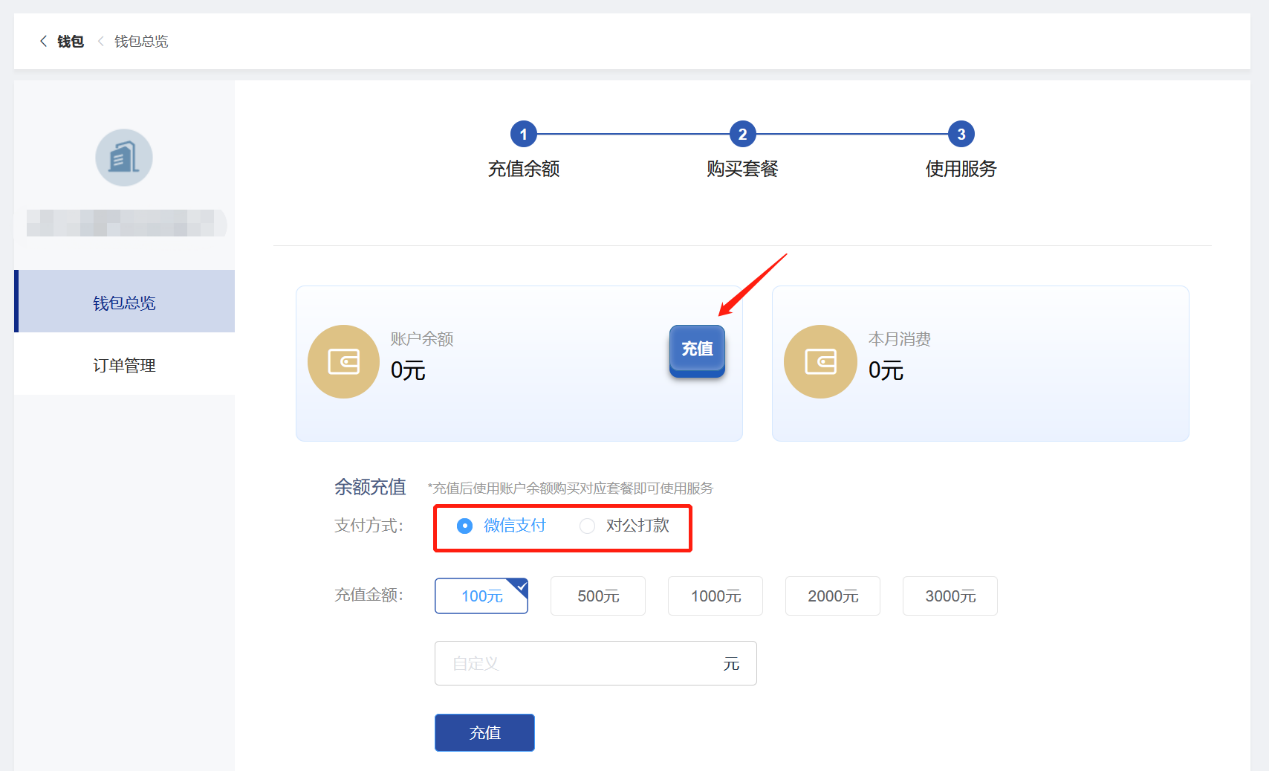 钱包 钱包总览
1 2 3
充值余额 购买套餐 使用服务
钱包总览
订单管理
账户余额
0元
充值
本月消费
0元
余额充值 *充值后使用账户余额购买对应套餐即可使用服务
支付方式: 微信支付 对公打款
充值金额: 100元 500元 1000元 2000元 3000元
自定义 元
充值